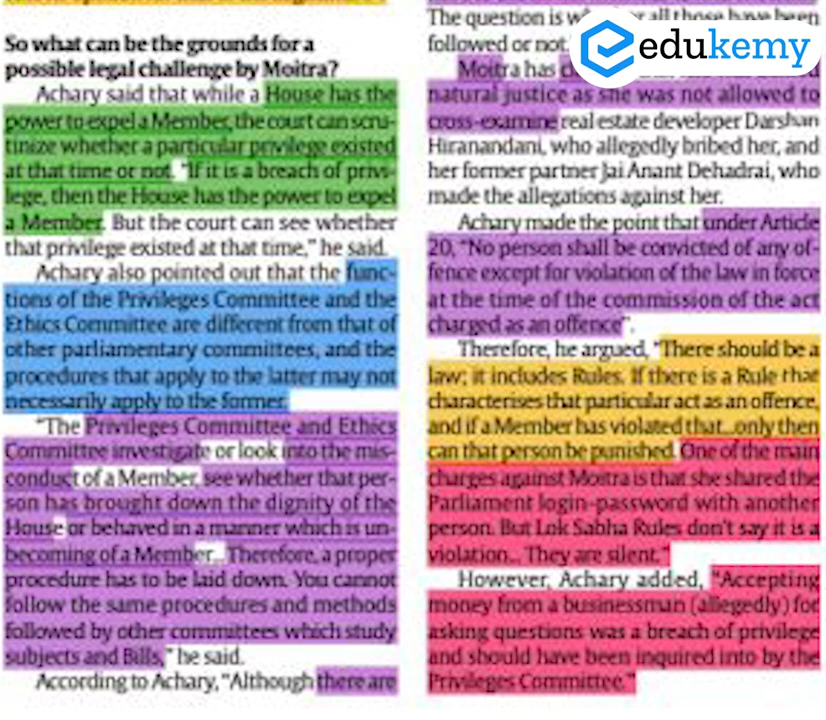 So what can be the grounds for a
possible legal challenge by Moitra?
Achary said that while a House has the
power to expel a Member, the court can scru-
tinize whether a particular privilege existed
at that time or not. "If it is a breach of privi-
lege, then the House has the power to expel
a Member. But the court can see whether
that privilege existed at that time," he said.
Achary also pointed out that the func-
tions of the Privileges Committee and the
Ethics Committee are different from that of
other parliamentary committees, and the
procedures that apply to the latter may not
necessarily apply to the former.
"The Privileges Committee and Ethics
Committee investigate or look into the mis-
conduct of a Member, see whether that per-
son has brought down the dignity of the
House or behaved in a manner which is un-
becoming of a Member... Therefore, a proper
procedure has to be laid down. You cannot
follow the same procedures and methods
followed by other committees which study
subjects and Bills," he said.
According to Achary, "Although there are
The question is all those have been
followed or not.
edukemy
Moitra has
natural justice as she was not allowed to
cross-examine real estate developer Darshan
Hiranandani, who allegedly bribed her, and
her former partner Jai Anant Dehadrai, who
made the allegations against her.
Achary made the point that under Article
20, "No person shall be convicted of any of-
fence except for violation of the law in force
at the time of the commission of the act
charged as an offence".
Therefore, he argued, "There should be a
law; it includes Rules. If there is a Rule that
characterises that particular act as an offence,
and if a Member has violated that...only then
can that person be punished. One of the main
charges against Moitra is that she shared the
Parliament login-password with another
person. But Lok Sabha Rules don't say it is a
violation... They are silent."
However, Achary added, "Accepting
money from a businessman (allegedly) for
asking questions was a breach of privilege
and should have been inquired into by the
Privileges Committee."